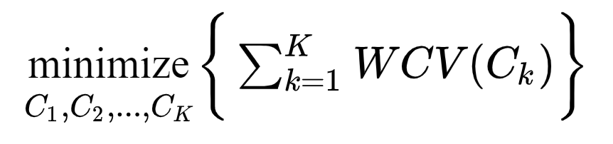 minimize { ∑_{k=1}^{K} WCV(C_k) }
C_1,C_2,...,C_K